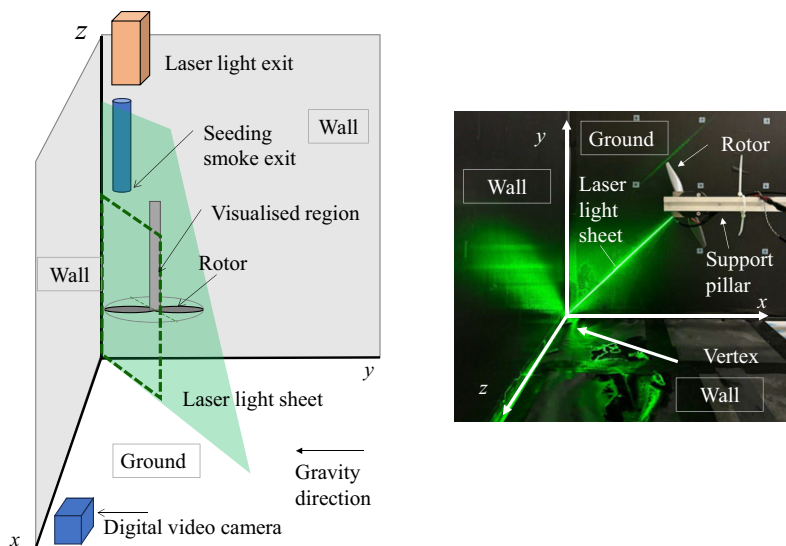 z
Laser light exit
Wall
Seeding
smoke exit
Visualised region
Rotor
Wall
y
Laser light sheet
Ground
Gravity
direction
x
Digital video camera
y
Ground
Rotor
Wall
Laser
light
sheet
Support
pillar
x
Vertex
z
Wall